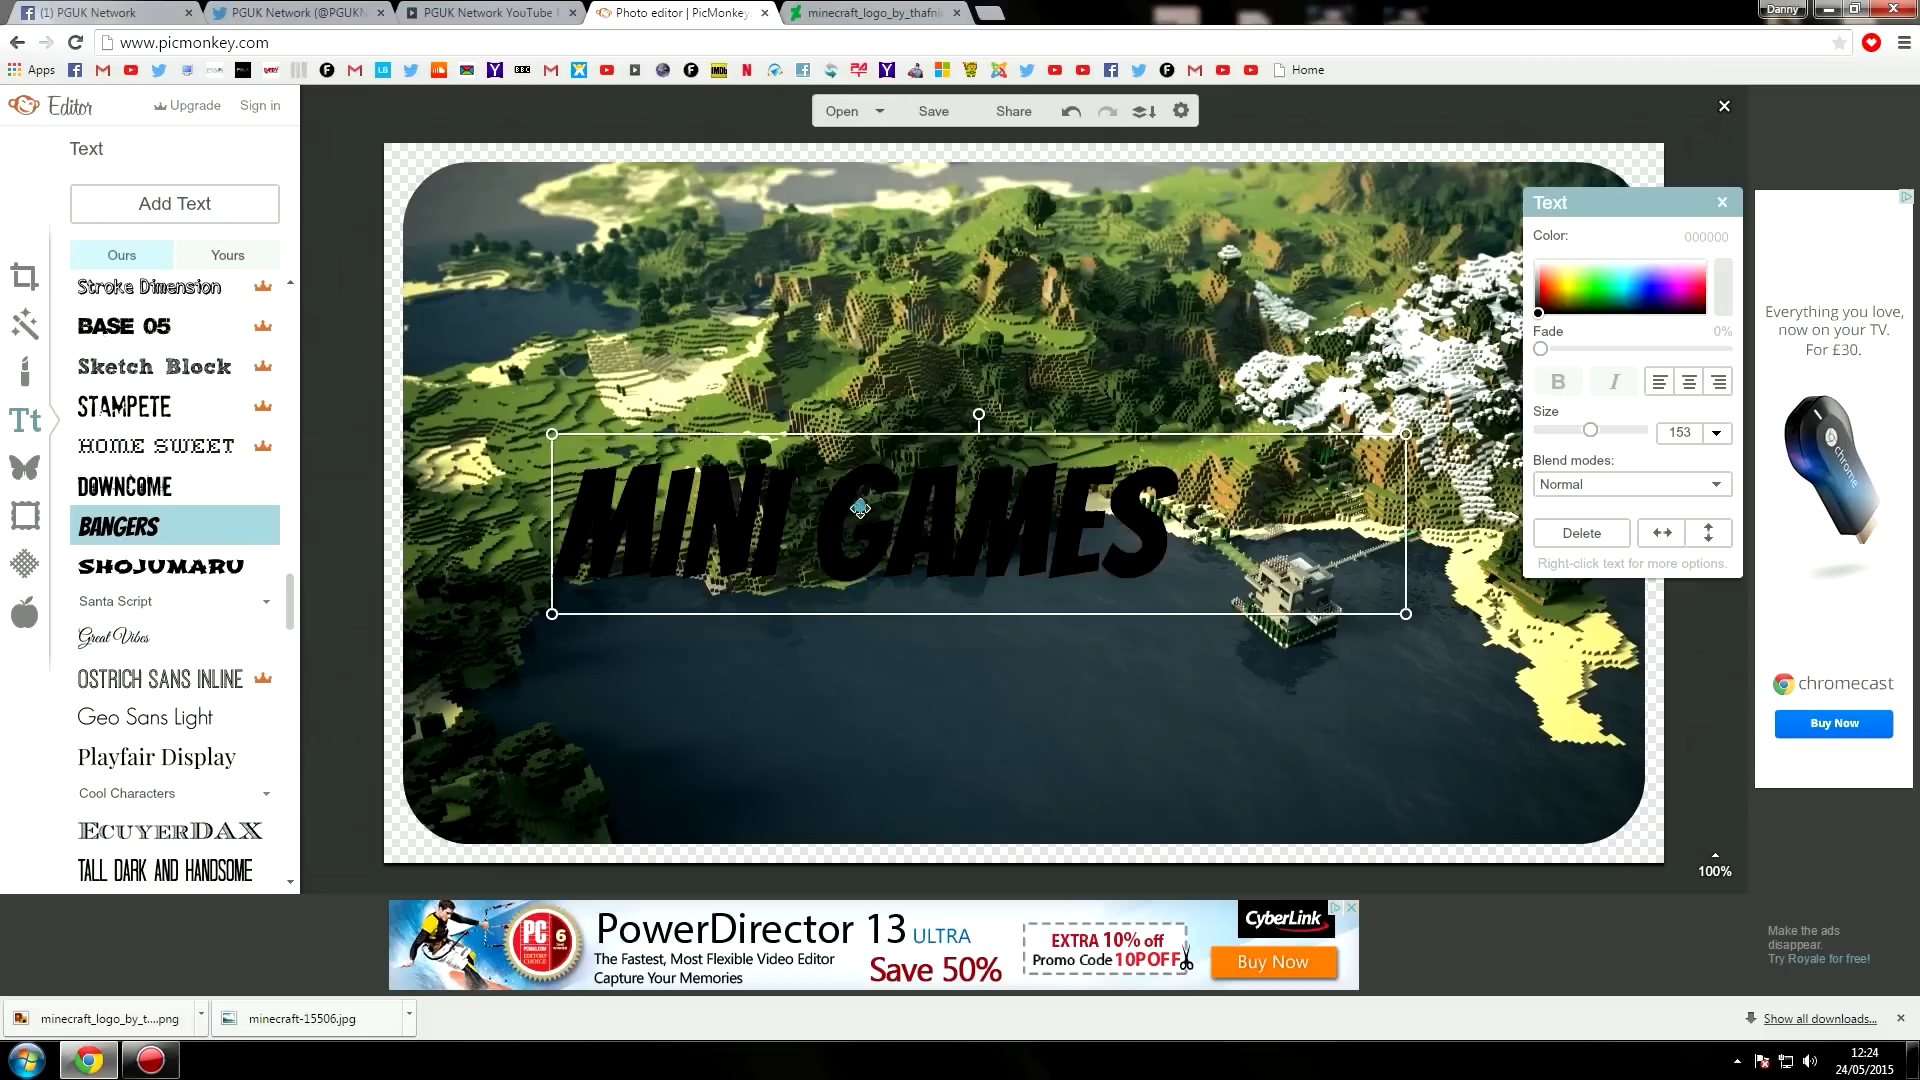 (1) PGUK Network
PGUK Network (@PGUKN
PGUK Network YouTube
Photo editor | PicMonkey
minecraft_logo_by_thafni
Danny
www.picmonkey.com
Apps
Home
Editor
Upgrade
Sign in
Open
Save
Share
Text
Add Text
Ours
Yours
Stroke Dimension
BASE 05
Sketch Block
STAMPETE
HOME SWEET
DOWNCOME
BANGERS
SHOJUMARU
Santa Script
Great Vibes
OSTRICH SANS INLINE
Geo Sans Light
Playfair Display
Cool Characters
ECUYERDAX
TALL DARK AND HANDSOME
MINI GAMES
Text
Color:
000000
Fade
0%
B
I
Size
153
Blend modes:
Normal
Delete
Right-click text for more options.
100%
Everything you love,
now on your TV.
For £30.
chrome
chromecast
Buy Now
PC
6
PowerDirector 13 ULTRA
The Fastest, Most Flexible Video Editor
Capture Your Memories
Save 50%
EXTRA 10% off
Promo Code 10POFF
CyberLink
Buy Now
Make the ads
disappear.
Try Royale for free!
minecraft_logo_by_t....png
minecraft-15506.jpg
Show all downloads...
12:24
24/05/2015